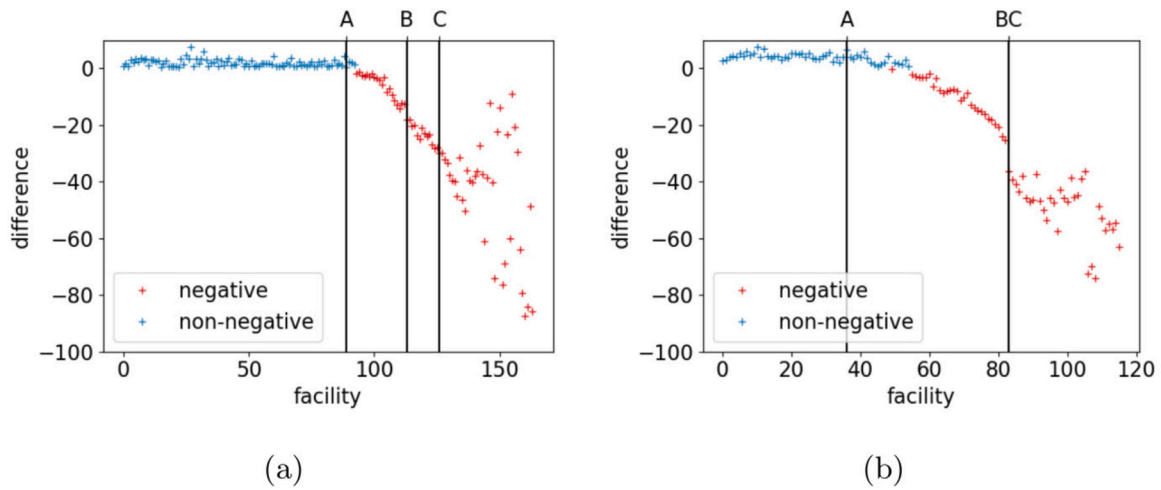 A B C
0
−20
−40
−60
−80
−100
difference
negative
non-negative
0 50 100 150
facility
(a)
A BC
0
−20
−40
−60
−80
−100
difference
negative
non-negative
0 20 40 60 80 100 120
facility
(b)